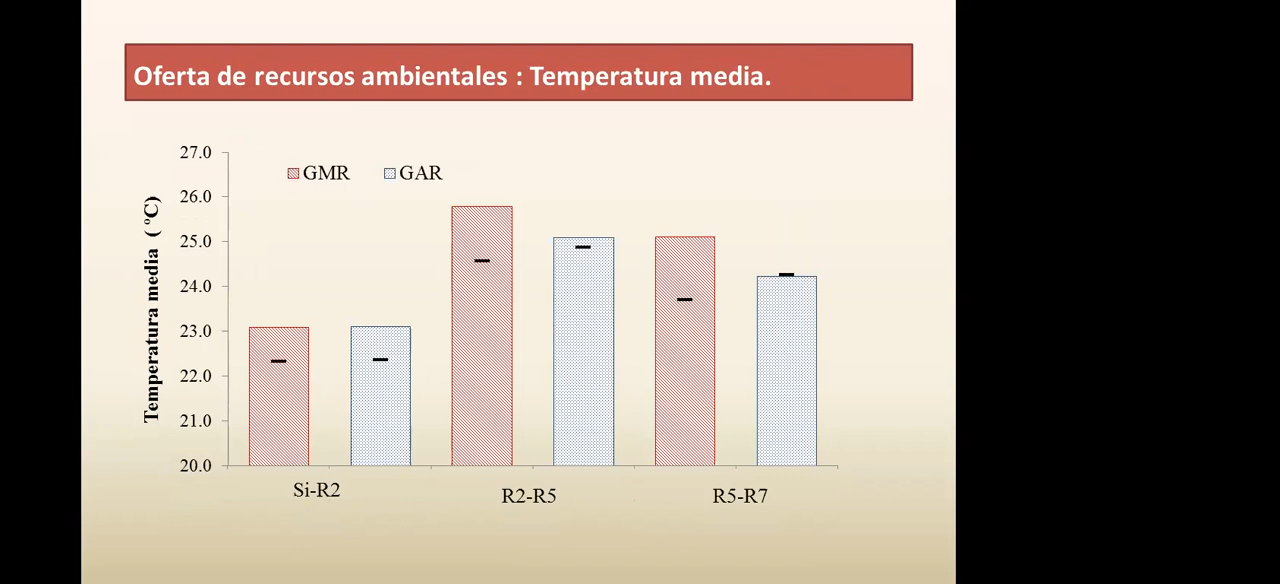 Oferta de recursos ambientales : Temperatura media.
GMR GAR
Temperatura media ( ºC)
27.0
26.0
25.0
24.0
23.0
22.0
21.0
20.0
Si-R2 R2-R5 R5-R7